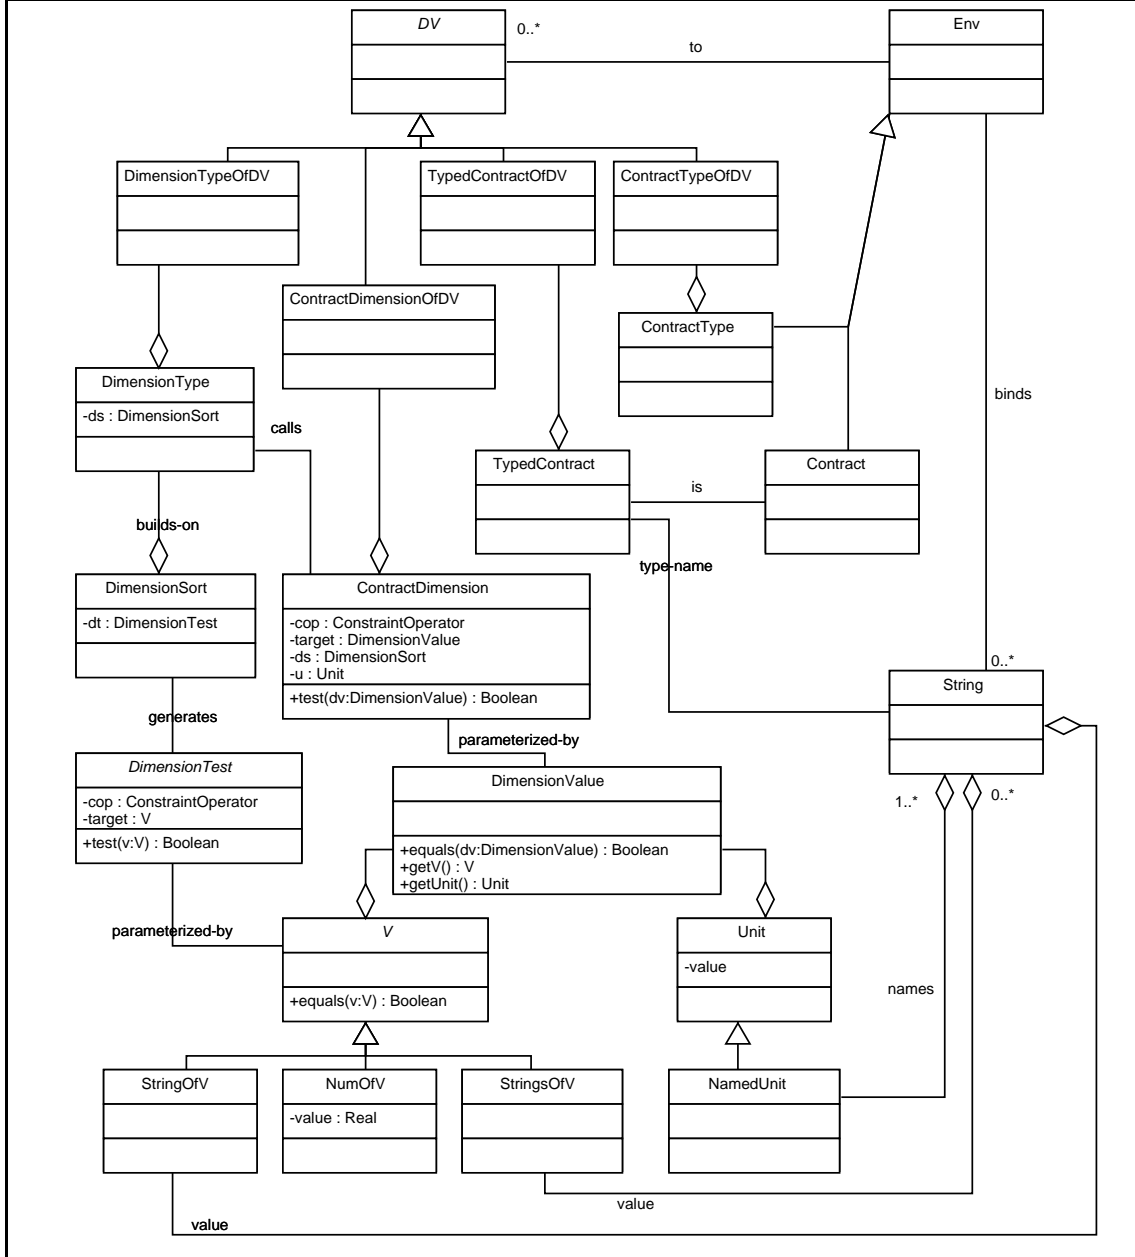 DV
0..*
Env
to
DimensionTypeOfDV
TypedContractOfDV
ContractTypeOfDV
ContractDimensionOfDV
ContractType
DimensionType
-ds : DimensionSort
binds
calls
TypedContract
is
Contract
builds-on
type-name
DimensionSort
-dt : DimensionTest
ContractDimension
-cop : ConstraintOperator
-target : DimensionValue
-ds : DimensionSort
-u : Unit
+test(dv:DimensionValue) : Boolean
0..*
String
generates
parameterized-by
DimensionTest
-cop : ConstraintOperator
-target : V
+test(v:V) : Boolean
DimensionValue
+equals(dv:DimensionValue) : Boolean
+getV() : V
+getUnit() : Unit
1..*
0..*
parameterized-by
V
+equals(v:V) : Boolean
Unit
-value
names
StringOfV
NumOfV
-value : Real
StringsOfV
NamedUnit
value
value